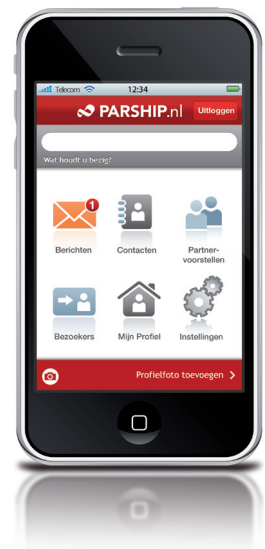 Telecom 12:34
PARSHIP.nl Uitloggen
Wat houdt u bezig?
1
Berichten Contacten Partner-
voorstellen
Bezoekers Mijn Profiel Instellingen
Profielfoto toevoegen >